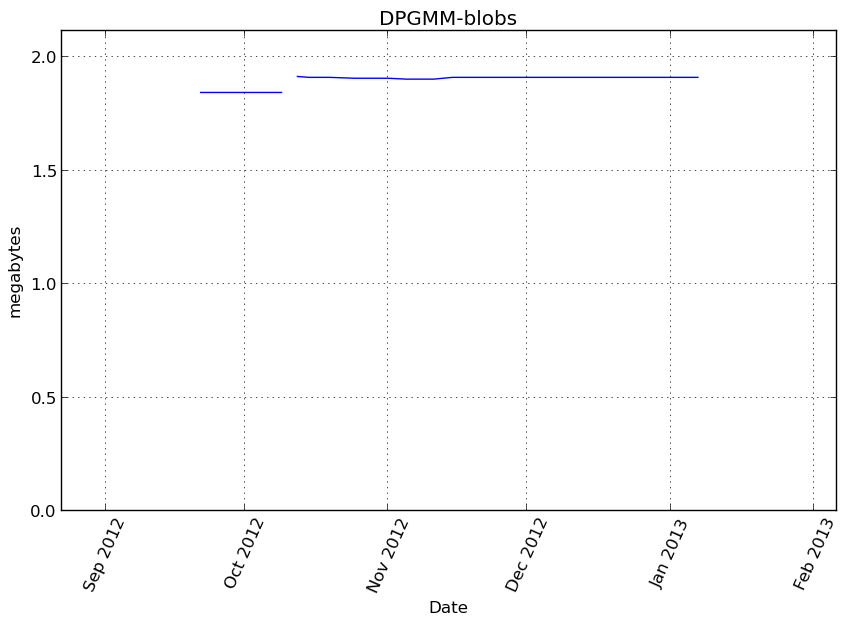 DPGMM-blobs
2.0
1.5
1.0
0.5
0.0
megabytes
Sep 2012
Oct 2012
Nov 2012
Dec 2012
Jan 2013
Feb 2013
Date